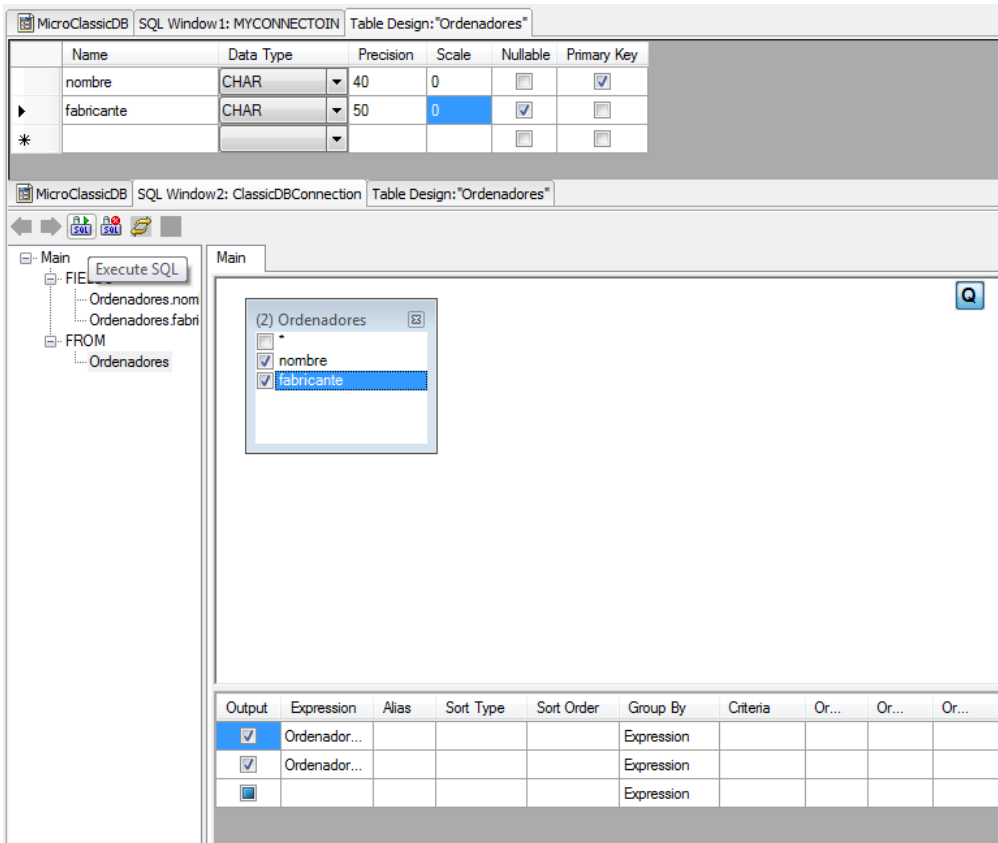 MicroClassicDB SQL Window1: MYCONNECTOIN Table Design:"Ordenadores"
Name Data Type Precision Scale Nullable Primary Key
nombre CHAR 40 0
fabricante CHAR 50 0
MicroClassicDB SQL Window2: ClassicDBConnection Table Design:"Ordenadores"
SQL SQL
Main
Execute SQL
Ordenadores.nom
Ordenadores.fabri
FROM
Ordenadores
Main
Q
(2) Ordenadores
*
nombre
fabricante
Output Expression Alias Sort Type Sort Order Group By Criteria Or... Or... Or...
Ordenador... Expression
Ordenador... Expression
Expression